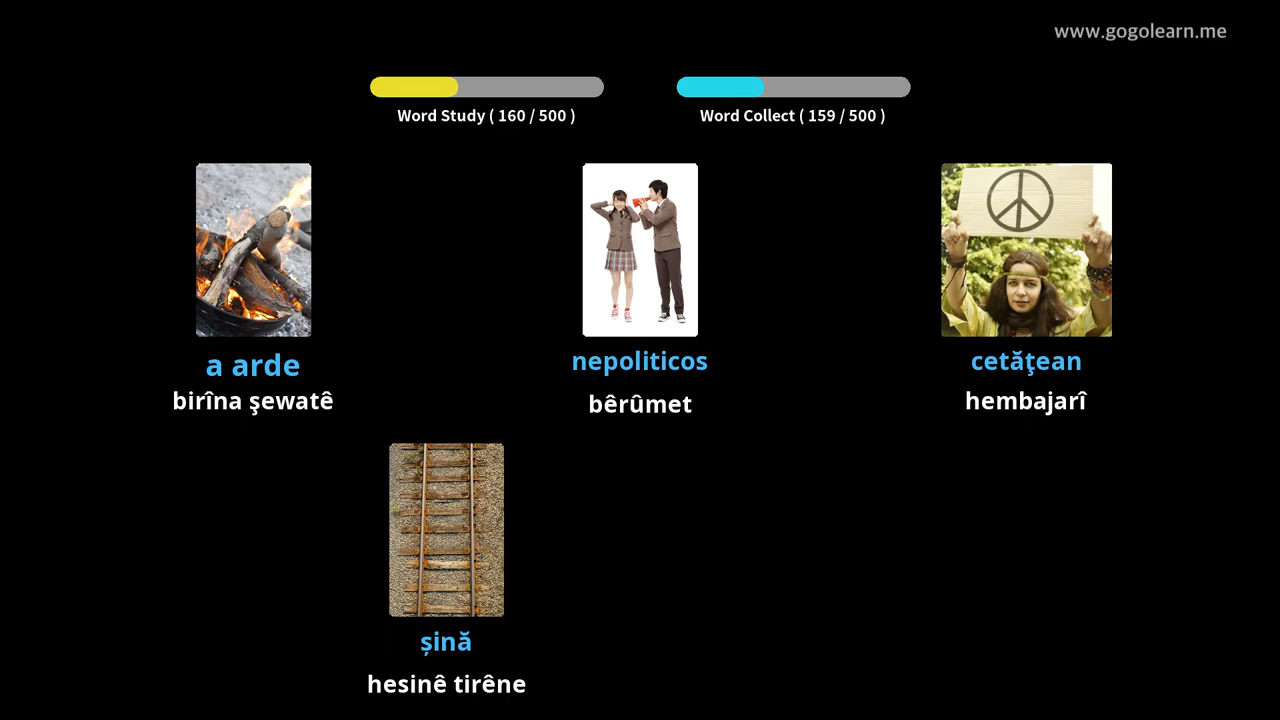 www.gogolearn.me
Word Study ( 160 / 500 )
Word Collect ( 159 / 500 )
a arde
birîna şewatê
nepoliticos
bêrûmet
cetăţean
hembajarî
șină
hesinê tirêne